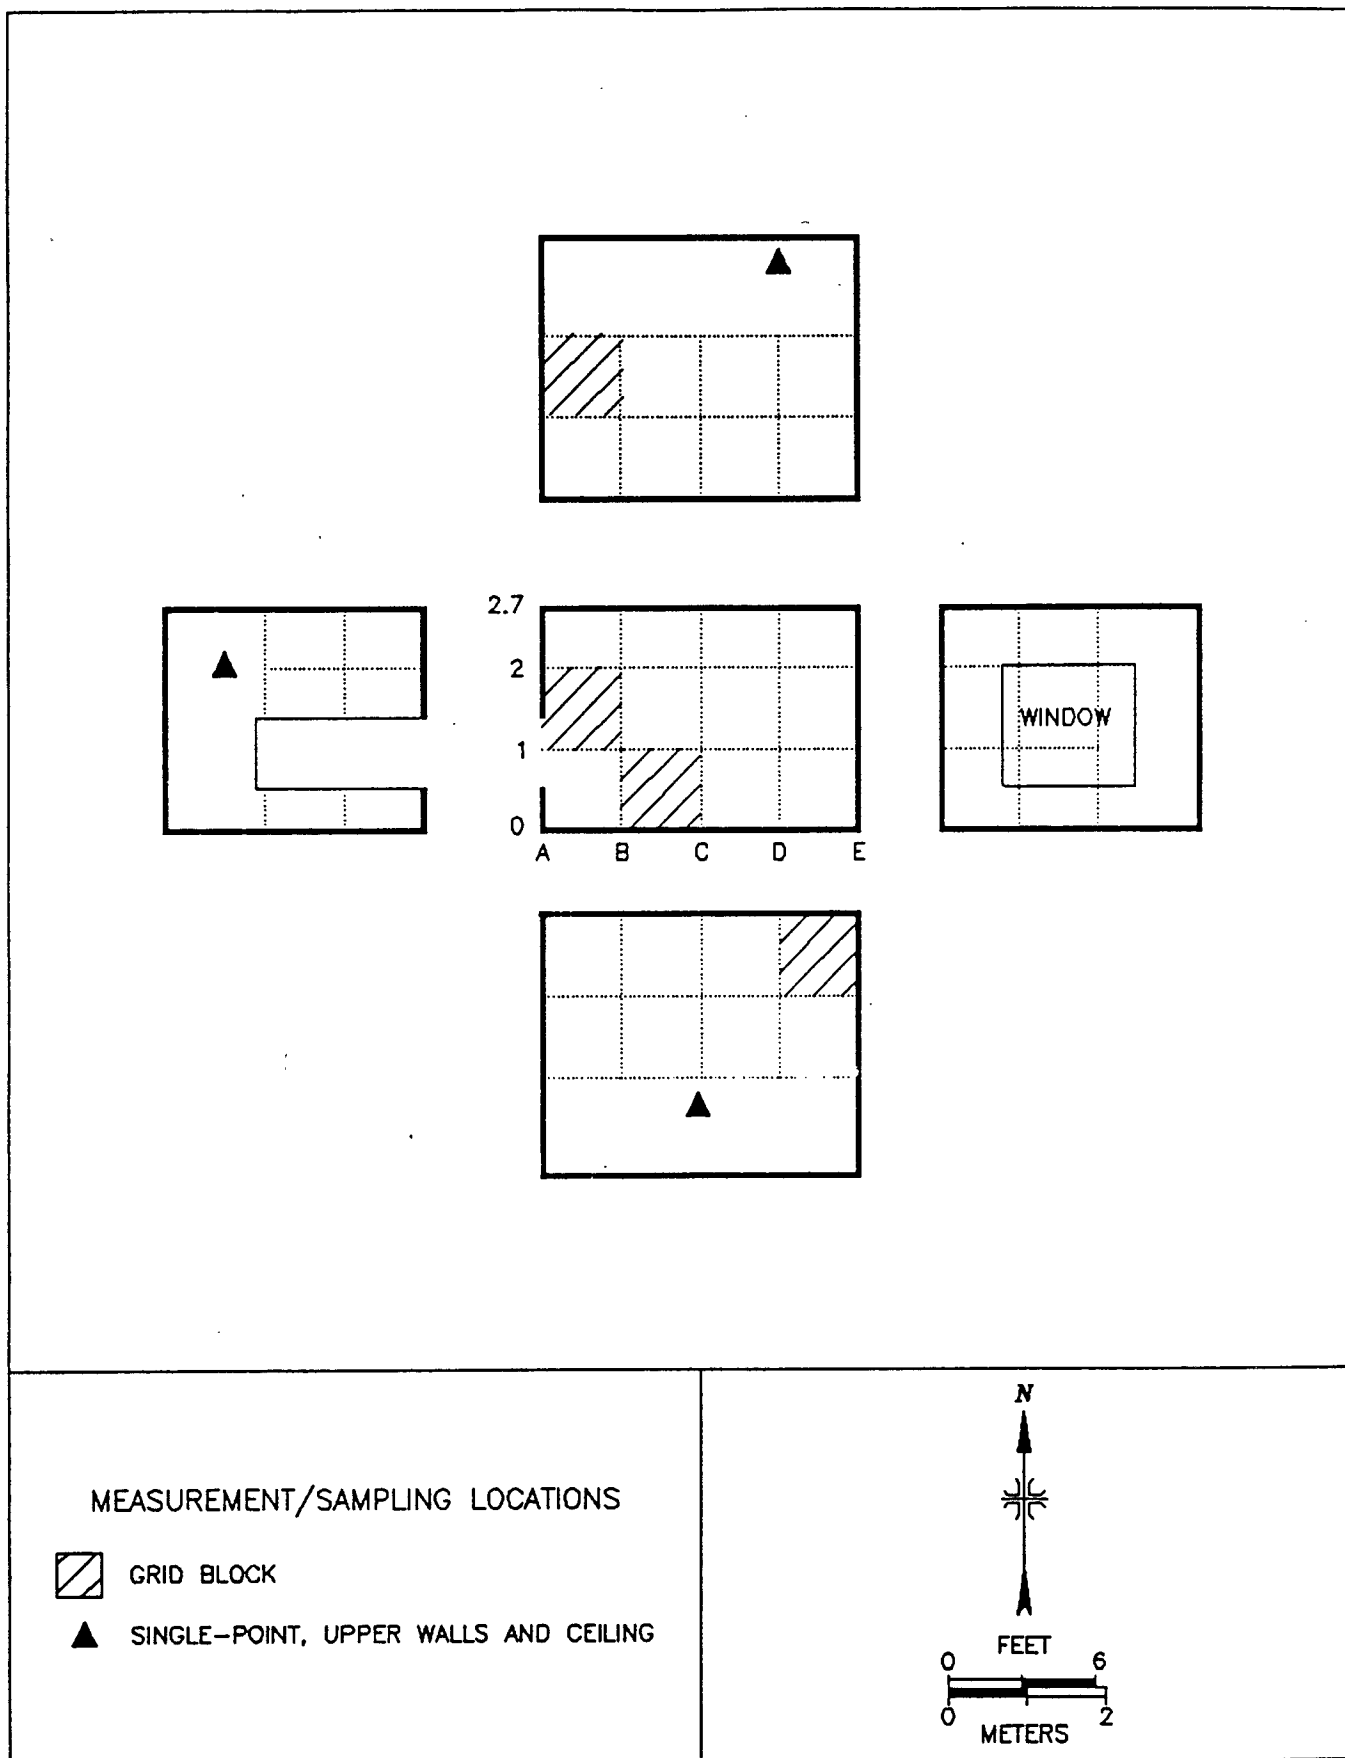 2.7
2
WINDOW
1
0
A B C D E
N
MEASUREMENT/SAMPLING LOCATIONS
GRID BLOCK
SINGLE-POINT, UPPER WALLS AND CEILING
FEET
0 6
0 2
METERS